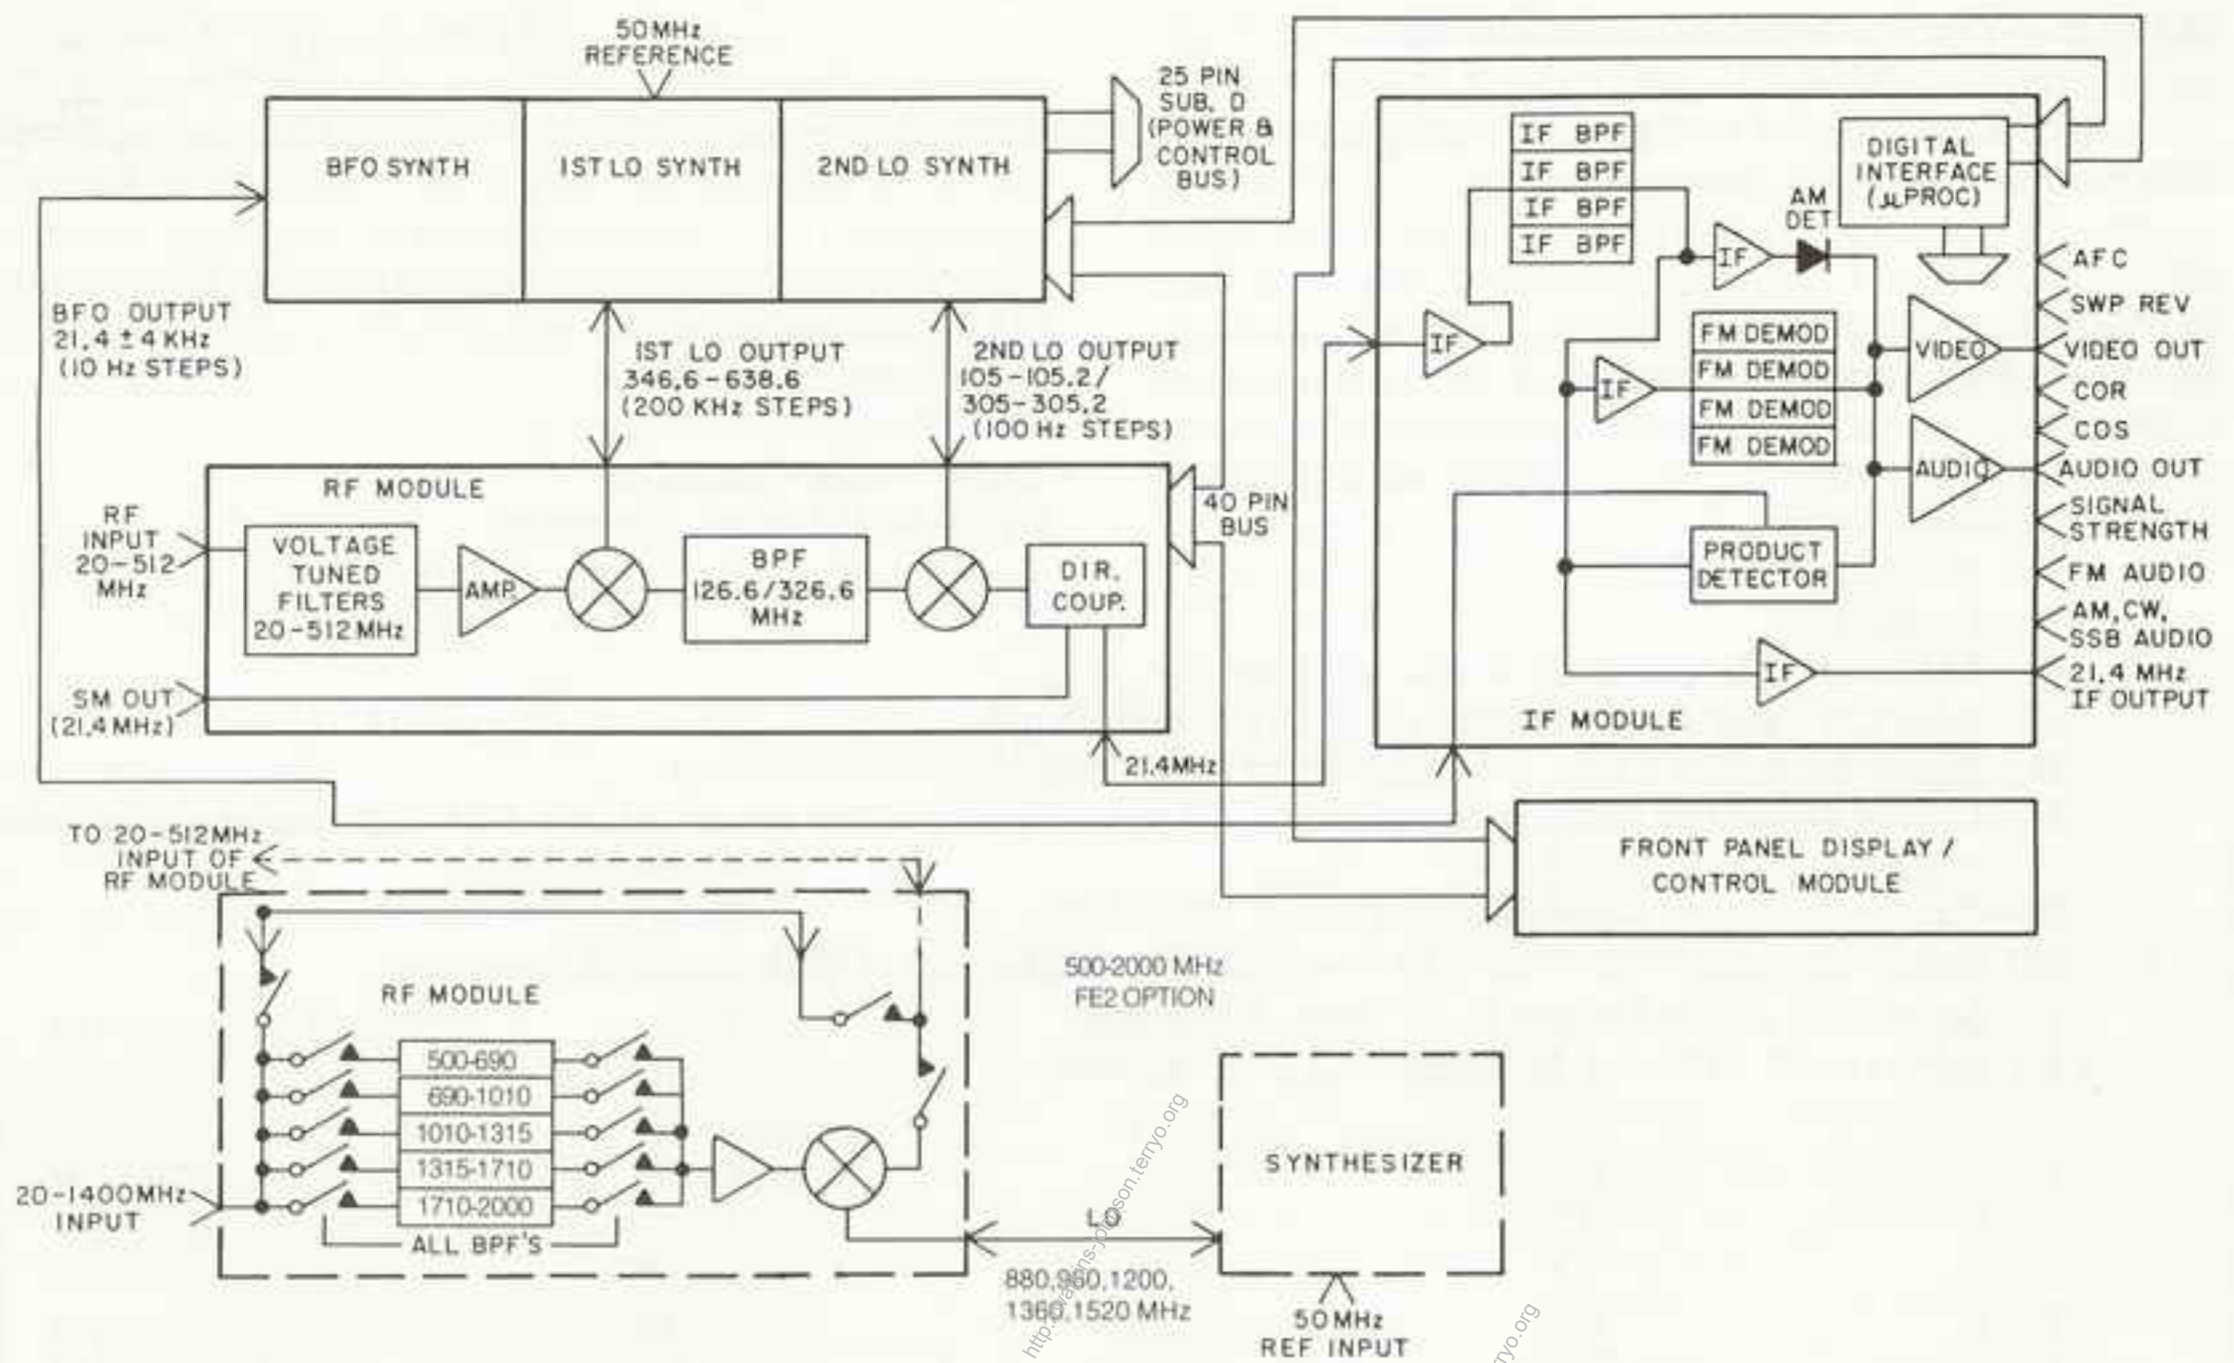 50MHz
REFERENCE
25 PIN
SUB. D
(POWER &
CONTROL
BUS)
BFO SYNTH
1ST LO SYNTH
2ND LO SYNTH
BFO OUTPUT
21.4 ± 4 KHz
(10 Hz STEPS)
1ST LO OUTPUT
346.6-638.6
(200 KHz STEPS)
2ND LO OUTPUT
105-105.2/
305-305.2
(100 Hz STEPS)
RF MODULE
RF
INPUT
20-512
MHz
VOLTAGE
TUNED
FILTERS
20-512MHz
AMP.
BPF
126.6/326.6
MHz
DIR.
COUP.
40 PIN
BUS
SM OUT
(21.4MHz)
21.4MHz
IF BPF
IF BPF
IF BPF
IF BPF
DIGITAL
INTERFACE
(μPROC)
AM
DET
IF
IF
IF
FM DEMOD
FM DEMOD
FM DEMOD
FM DEMOD
VIDEO
AUDIO
PRODUCT
DETECTOR
IF
IF MODULE
AFC
SWP REV
VIDEO OUT
COR
COS
AUDIO OUT
SIGNAL
STRENGTH
FM AUDIO
AM, CW,
SSB AUDIO
21.4 MHz
IF OUTPUT
FRONT PANEL DISPLAY /
CONTROL MODULE
TO 20-512MHz
INPUT OF
RF MODULE
RF MODULE
500-690
690-1010
1010-1315
1315-1710
1710-2000
ALL BPF'S
20-1400MHz
INPUT
500-2000 MHz
FE2 OPTION
SYNTHESIZER
LO
880,960,1200,
1360,1520 MHz
50MHz
REF INPUT